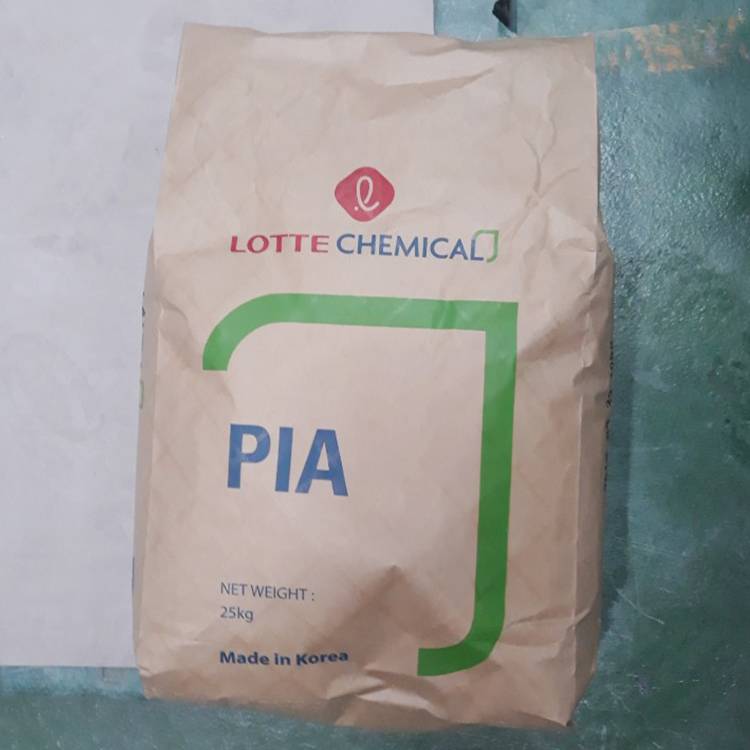 LOTTE CHEMICAL
PIA
NET WEIGHT :
25kg
Made in Korea